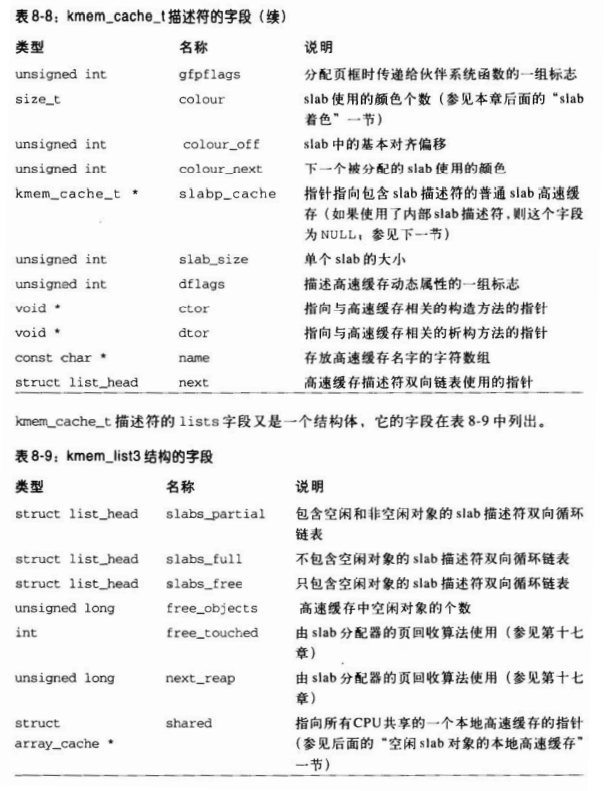 表 8-8：kmem_cache_t描述符的字段（续）
类型 名称 说明
unsigned int gfpflags 分配页框时传递给伙伴系统函数的一组标志
size_t colour slab 使用的颜色个数（参见本章后面的“slab
着色”一节）
unsigned int colour_off slab 中的基本对齐偏移
unsigned int colour_next 下一个被分配的 slab 使用的颜色
kmem_cache_t * slabp_cache 指针指向包含 slab 描述符的普通 slab 高速缓
存（如果使用了内部 slab 描述符，则这个字段
为 NULL；参见下一节）
unsigned int slab_size 单个 slab 的大小
unsigned int dflags 描述高速缓存动态属性的一组标志
void * ctor 指向与高速缓存相关的构造方法的指针
void * dtor 指向与高速缓存相关的析构方法的指针
const char * name 存放高速缓存名字的字符数组
struct list_head next 高速缓存描述符双向链表使用的指针
kmem_cache_t 描述符的 lists 字段又是一个结构体，它的字段在表 8-9 中列出。
表 8-9：kmem_list3 结构的字段
类型 名称 说明
struct list_head slabs_partial 包含空闲和非空闲对象的 slab 描述符双向循环
链表
struct list_head slabs_full 不包含空闲对象的 slab 描述符双向循环链表
struct list_head slabs_free 只包含空闲对象的 slab 描述符双向循环链表
unsigned long free_objects 高速缓存中空闲对象的个数
int free_touched 由 slab 分配器的页回收算法使用（参见第十七
章）
unsigned long next_reap 由 slab 分配器的页回收算法使用（参见第十七
章）
struct shared 指向所有CPU共享的一个本地高速缓存的指针
array_cache * （参见后面的“空闲 slab 对象的本地高速缓存”
一节）